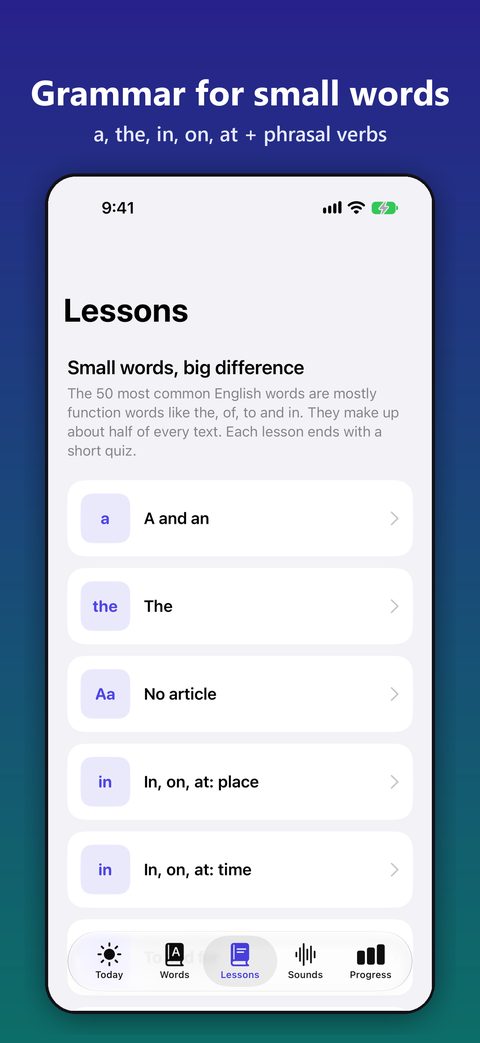 Grammar for small words
a, the, in, on, at + phrasal verbs
9:41
Lessons
Small words, big difference
The 50 most common English words are mostly
function words like the, of, to and in. They make up
about half of every text. Each lesson ends with a
short quiz.
a
A and an
the
The
Aa
No article
in
In, on, at: place
in
In, on, at: time
Today
Words
Lessons
Sounds
Progress